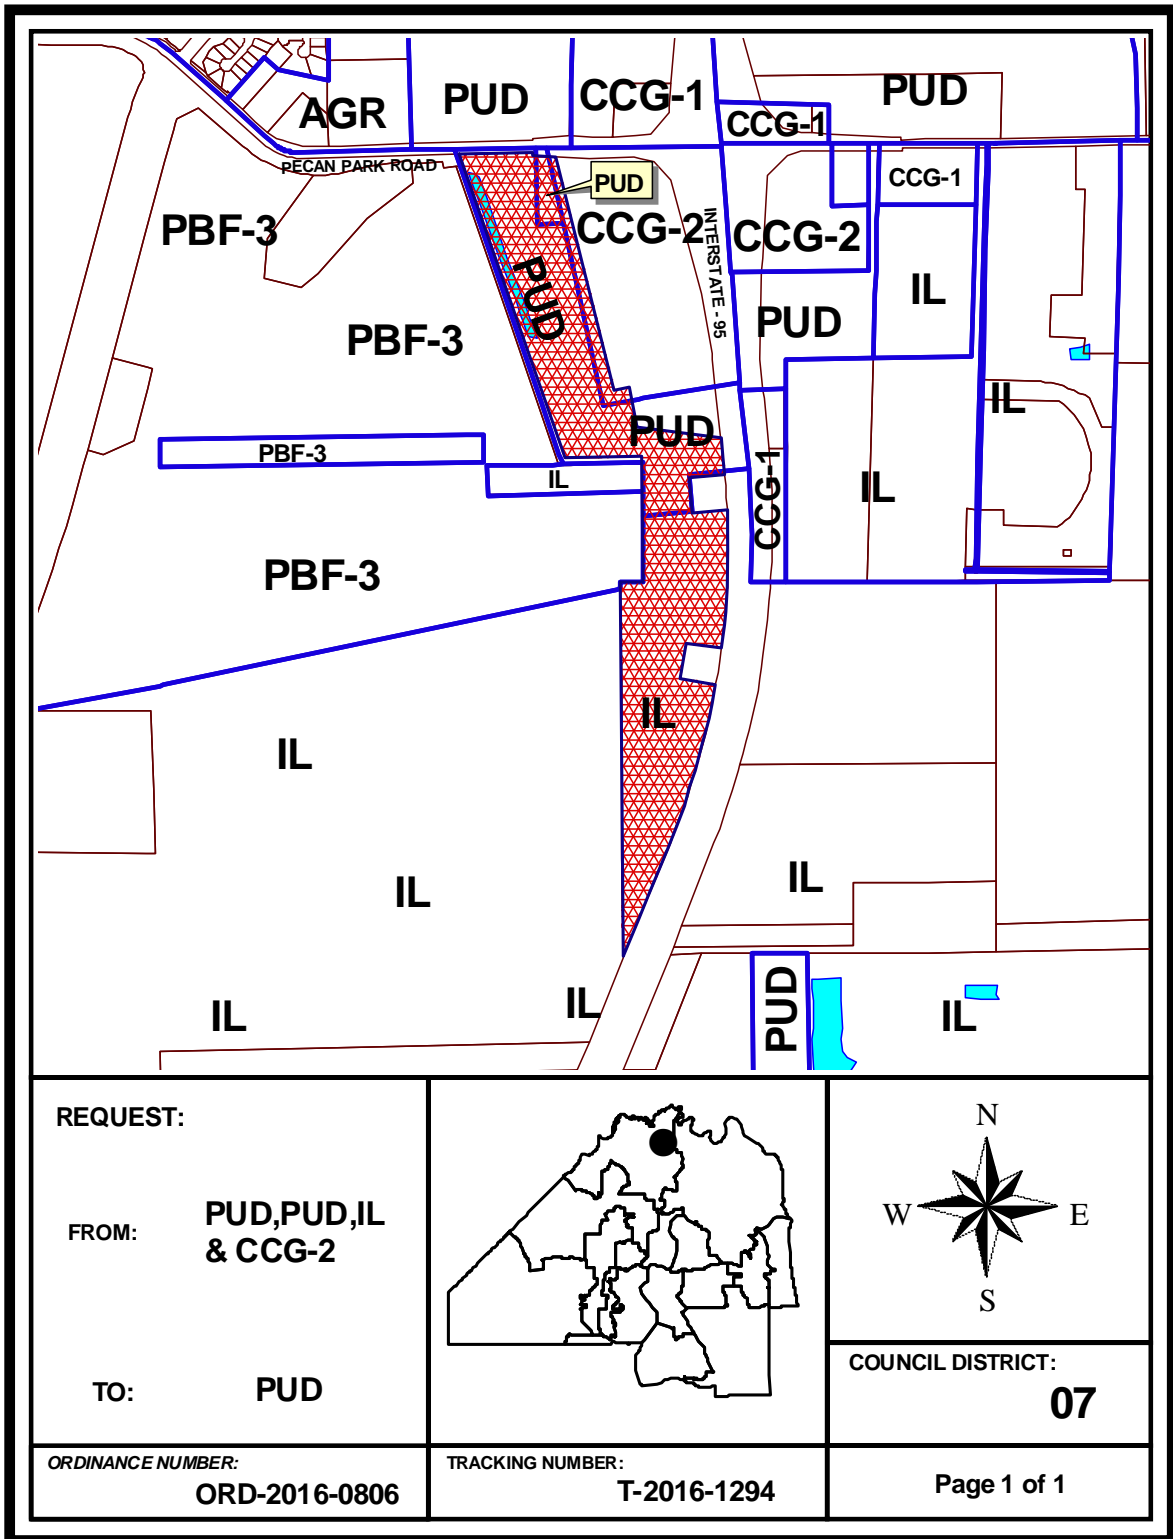 AGR
PUD
CCG-1
PUD
CCG-1
PECAN PARK ROAD
CCG-1
PUD
PBF-3
CCG-2
INTERSTATE - 95
CCG-2
PUD
IL
PBF-3
PUD
IL
PUD
PBF-3
IL
CCG-1
IL
PBF-3
IL
IL
IL
IL
IL
IL
PUD
IL
REQUEST:
FROM:
PUD,PUD,IL
& CCG-2
TO:
PUD
N
W
E
S
COUNCIL DISTRICT:
07
ORDINANCE NUMBER:
ORD-2016-0806
TRACKING NUMBER:
T-2016-1294
Page 1 of 1